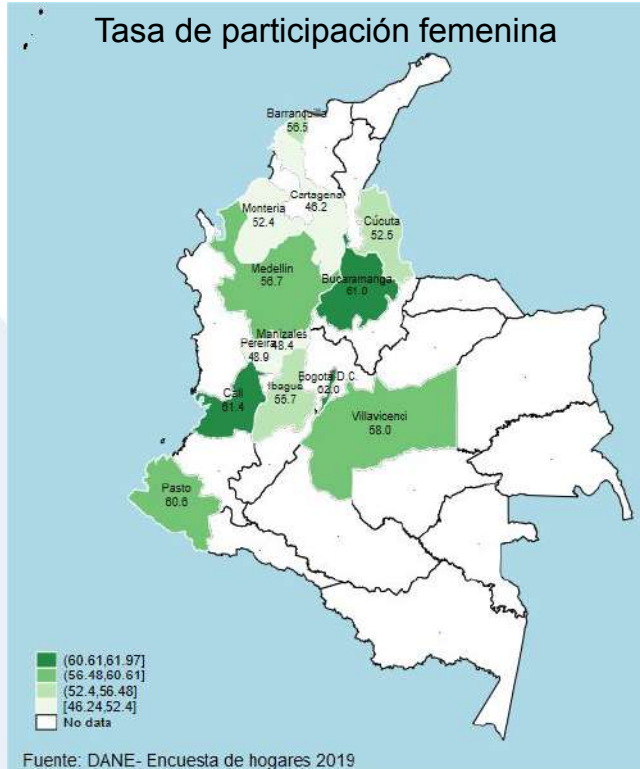 Tasa de participación femenina
Barranquilla
56.5
Cartagena
46.2
Montería
52.4
Cúcuta
52.5
Medellín
56.7
Bucaramanga
61.0
Manizales
48.4
Pereira
48.9
Bogotá D.C.
62.0
Ibagué
55.7
Cali
61.4
Villavicenci
58.0
Pasto
60.6
(60.61,61.97]
(56.48,60.61]
(52.4,56.48]
[46.24,52.4]
No data
Fuente: DANE- Encuesta de hogares 2019